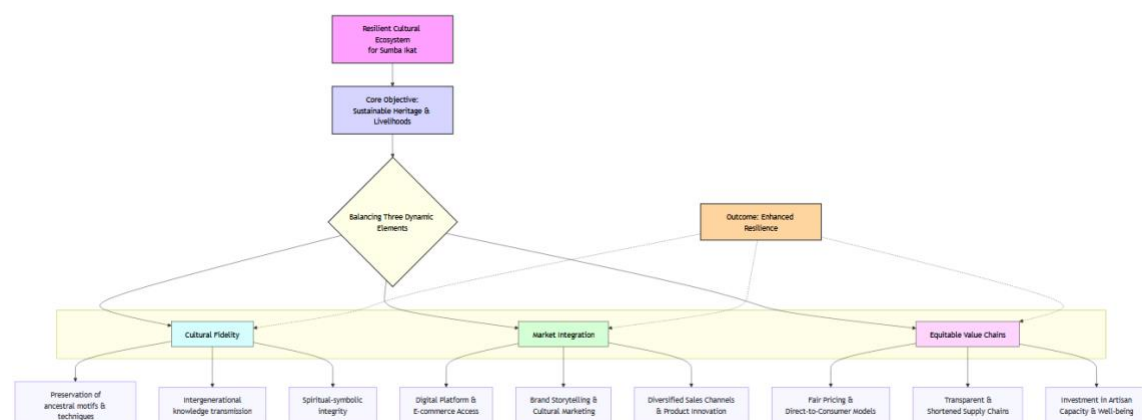 Resilient Cultural
Ecosystem
for Sumba Ikat
Core Objective:
Sustainable Heritage &
Livelihoods
Balancing Three Dynamic
Elements
Outcome: Enhanced
Resilience
Cultural Fidelity
Market Integration
Equitable Value Chains
Preservation of
ancestral motifs &
techniques
Intergenerational
knowledge transmission
Spiritual-symbolic
integrity
Digital Platform &
E-commerce Access
Brand Storytelling &
Cultural Marketing
Diversified Sales Channels
& Product Innovation
Fair Pricing &
Direct-to-Consumer Models
Transparent &
Shortened Supply Chains
Investment in Artisan
Capacity & Well-being